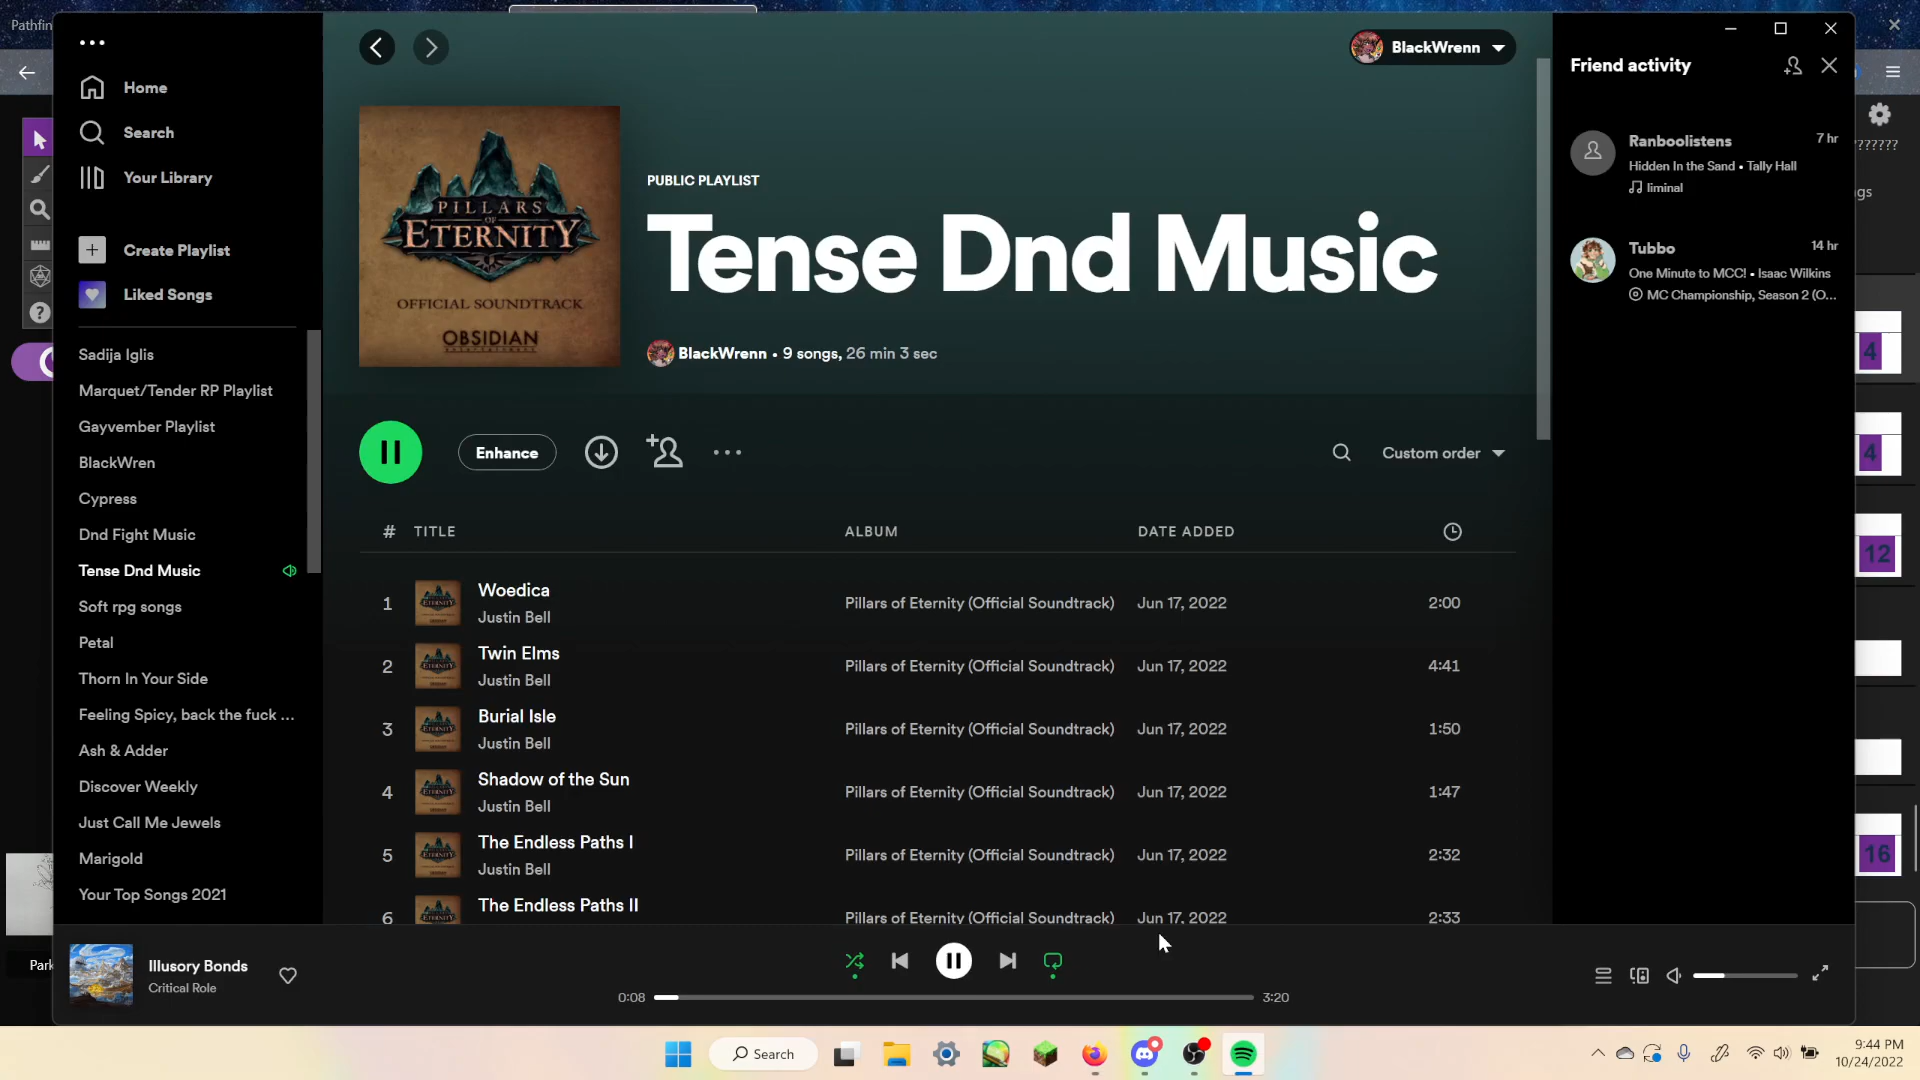 Pathfin
Home
Search
Your Library
Create Playlist
Liked Songs
Sadija Iglis
Marquet/Tender RP Playlist
Gayvember Playlist
BlackWren
Cypress
Dnd Fight Music
Tense Dnd Music
Soft rpg songs
Petal
Thorn In Your Side
Feeling Spicy, back the fuck ...
Ash & Adder
Discover Weekly
Just Call Me Jewels
Marigold
Your Top Songs 2021
PILLARS
OF
ETERNITY
OFFICIAL SOUNDTRACK
OBSIDIAN
BlackWrenn
PUBLIC PLAYLIST
Tense Dnd Music
BlackWrenn • 9 songs, 26 min 3 sec
Enhance
Custom order
# TITLE ALBUM DATE ADDED
1 Woedica Pillars of Eternity (Official Soundtrack) Jun 17, 2022 2:00
Justin Bell
2 Twin Elms Pillars of Eternity (Official Soundtrack) Jun 17, 2022 4:41
Justin Bell
3 Burial Isle Pillars of Eternity (Official Soundtrack) Jun 17, 2022 1:50
Justin Bell
4 Shadow of the Sun Pillars of Eternity (Official Soundtrack) Jun 17, 2022 1:47
Justin Bell
5 The Endless Paths I Pillars of Eternity (Official Soundtrack) Jun 17, 2022 2:32
Justin Bell
6 The Endless Paths II Pillars of Eternity (Official Soundtrack) Jun 17, 2022 2:33
Friend activity
Ranboolistens 7 hr
Hidden In the Sand • Tally Hall
liminal
Tubbo 14 hr
One Minute to MCC! • Isaac Wilkins
MC Championship, Season 2 (O...
???????
gs
4
4
12
16
Park
Illusory Bonds
Critical Role
0:08
3:20
Search
9:44 PM
10/24/2022